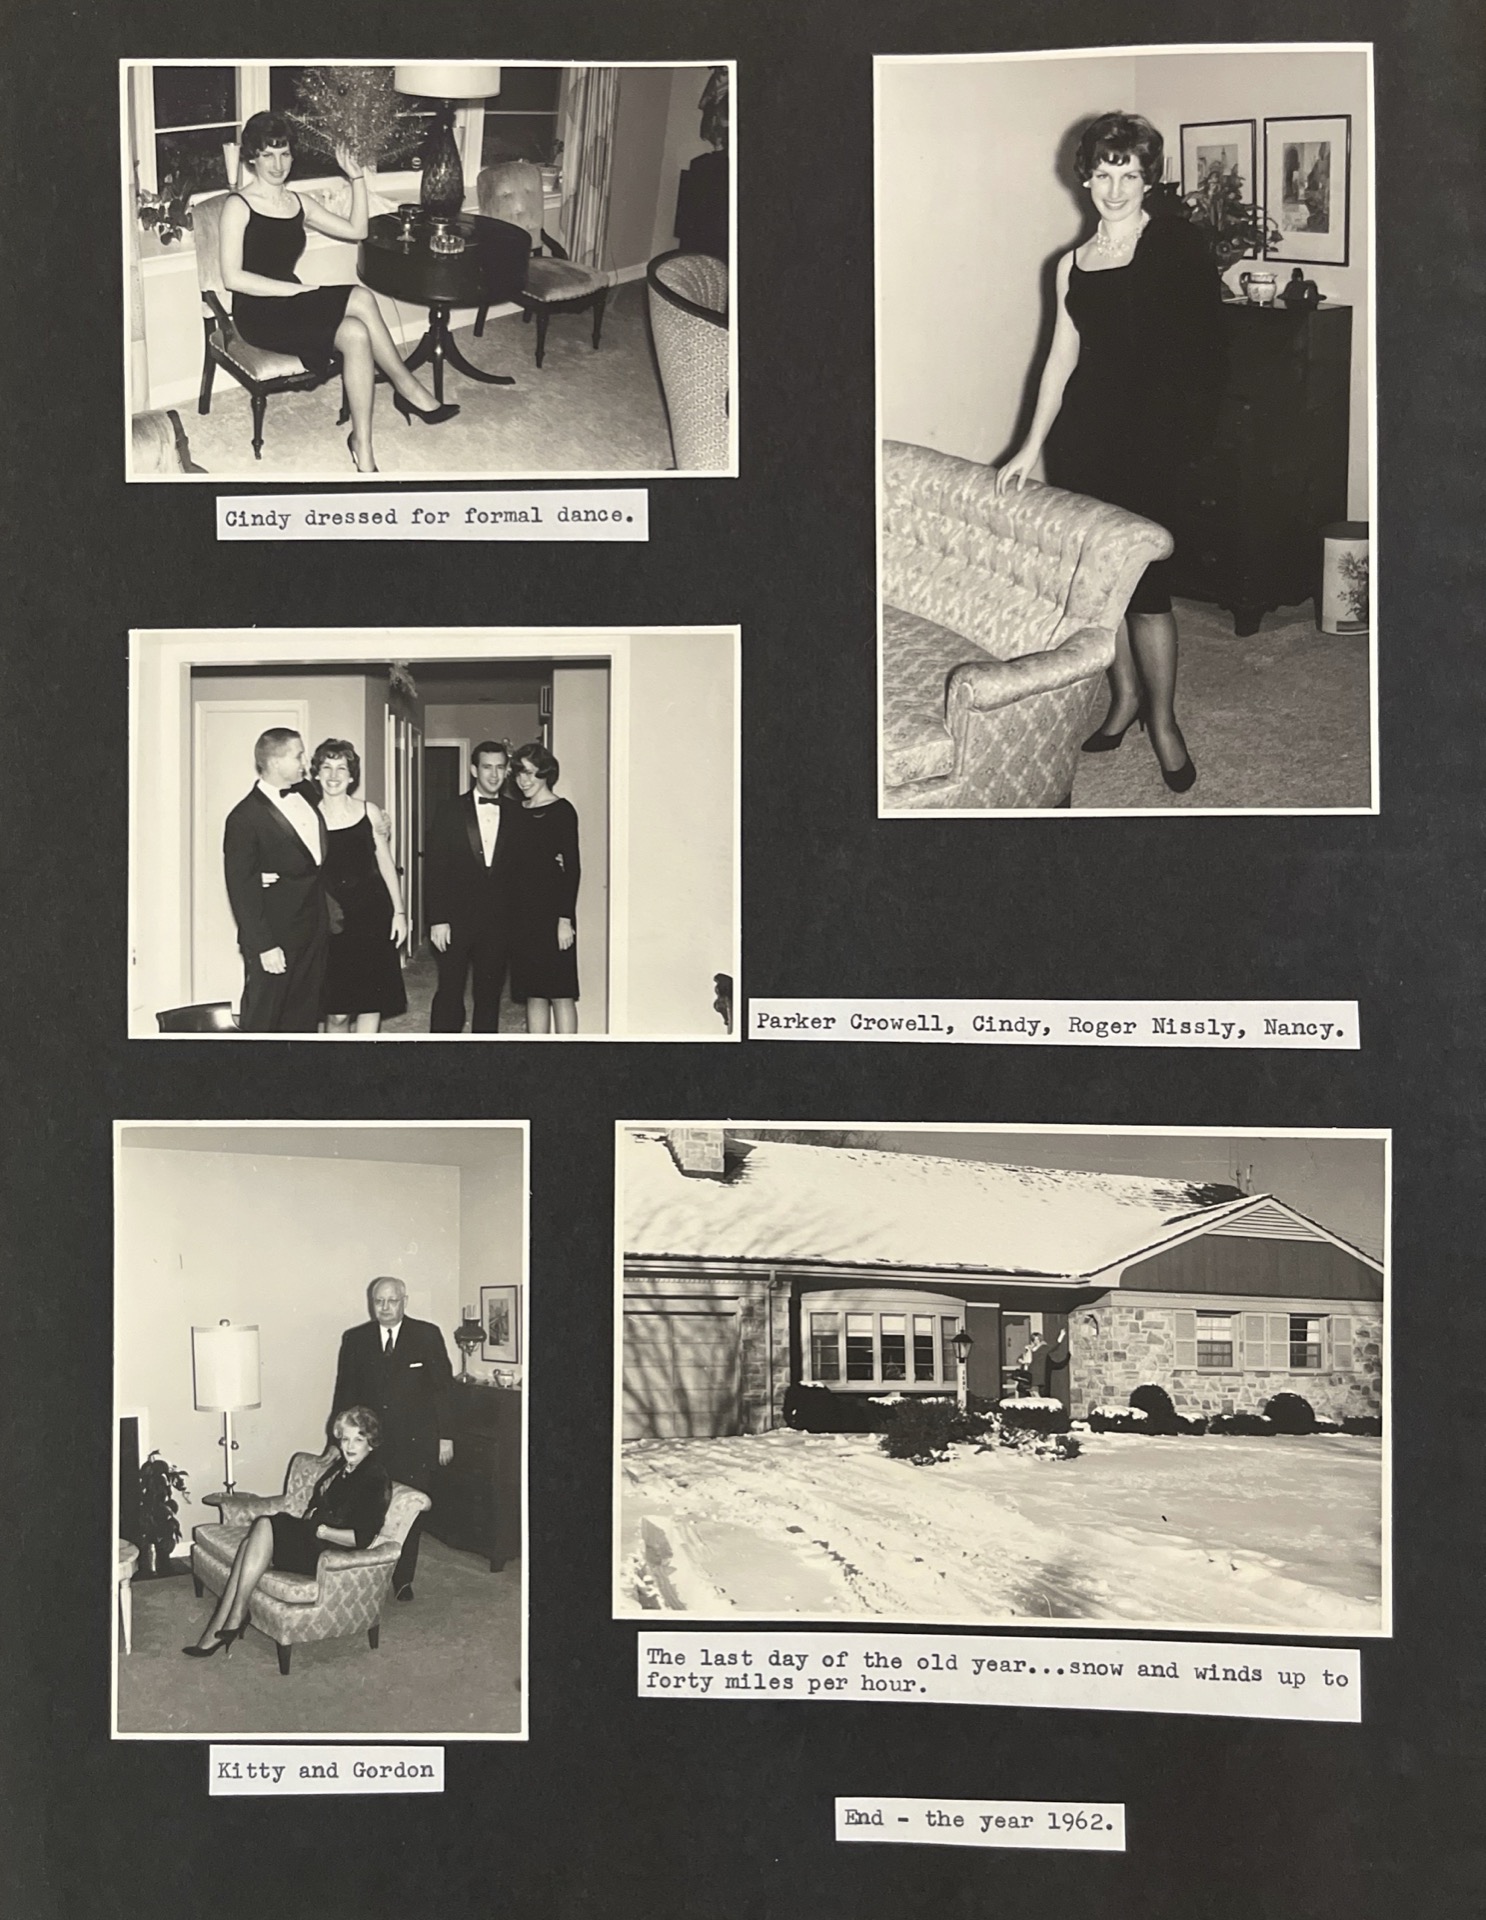 Cindy dressed for formal dance.
Parker Crowell, Cindy, Roger Nissly, Nancy.
The last day of the old year...snow and winds up to
forty miles per hour.
Kitty and Gordon
End - the year 1962.